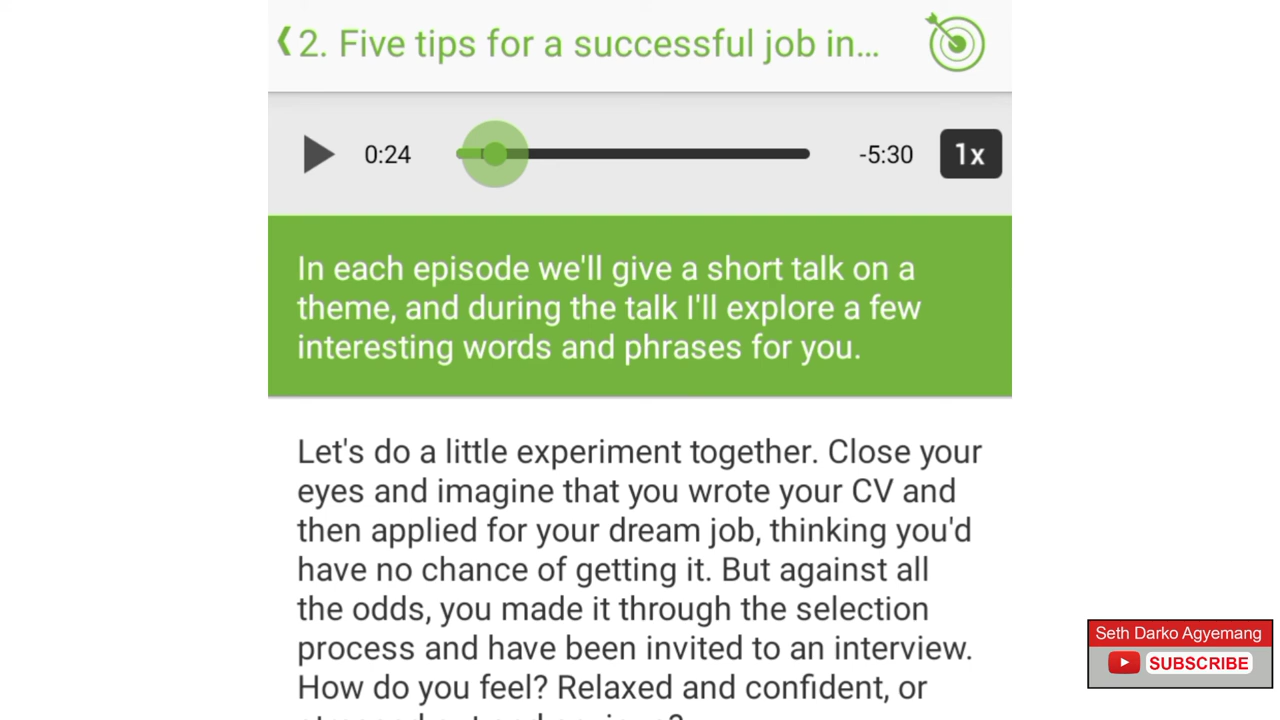 2. Five tips for a successful job in...
0:24
-5:30
1x
In each episode we'll give a short talk on a
theme, and during the talk I'll explore a few
interesting words and phrases for you.
Let's do a little experiment together. Close your
eyes and imagine that you wrote your CV and
then applied for your dream job, thinking you'd
have no chance of getting it. But against all
the odds, you made it through the selection
process and have been invited to an interview.
How do you feel? Relaxed and confident, or
Seth Darko Agyemang
SUBSCRIBE